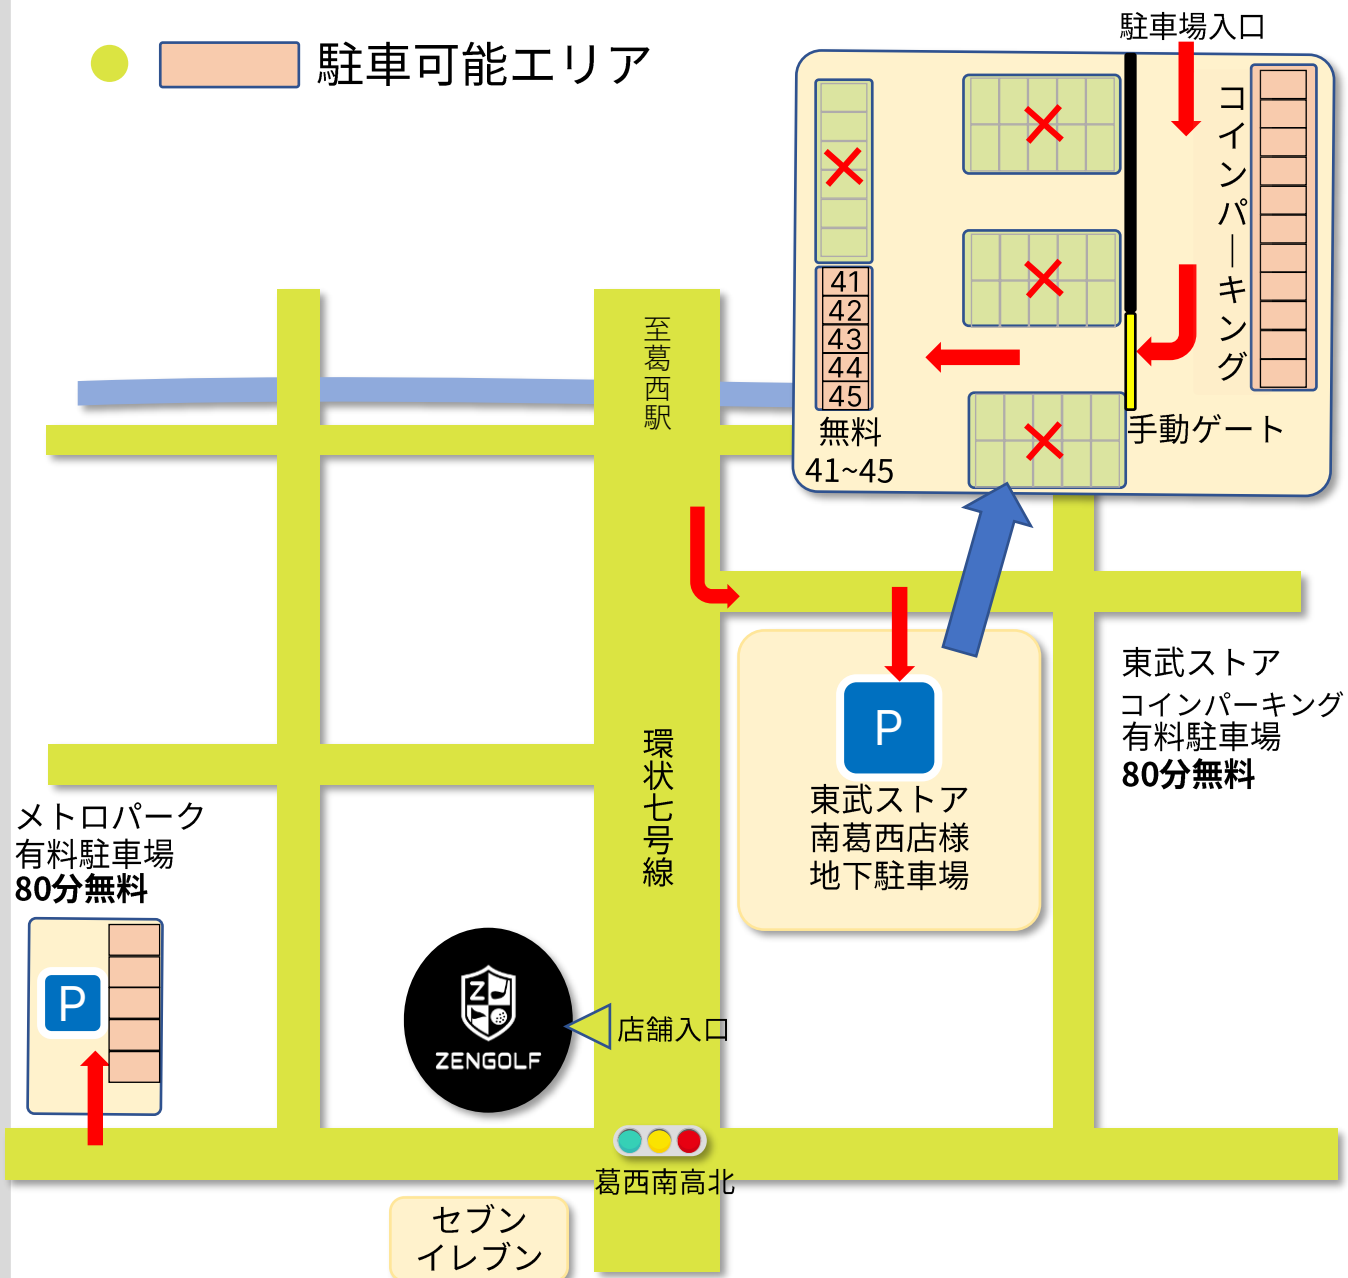 駐車可能エリア
駐車場入口
コインパーキング
41
42
43
44
45
無料
41~45
手動ゲート
至葛西駅
環状七号線
P
東武ストア
南葛西店様
地下駐車場
東武ストア
コインパーキング
有料駐車場
80分無料
メトロパーク
有料駐車場
80分無料
P
Z
ZENGOLF
店舗入口
葛西南高北
セブン
イレブン